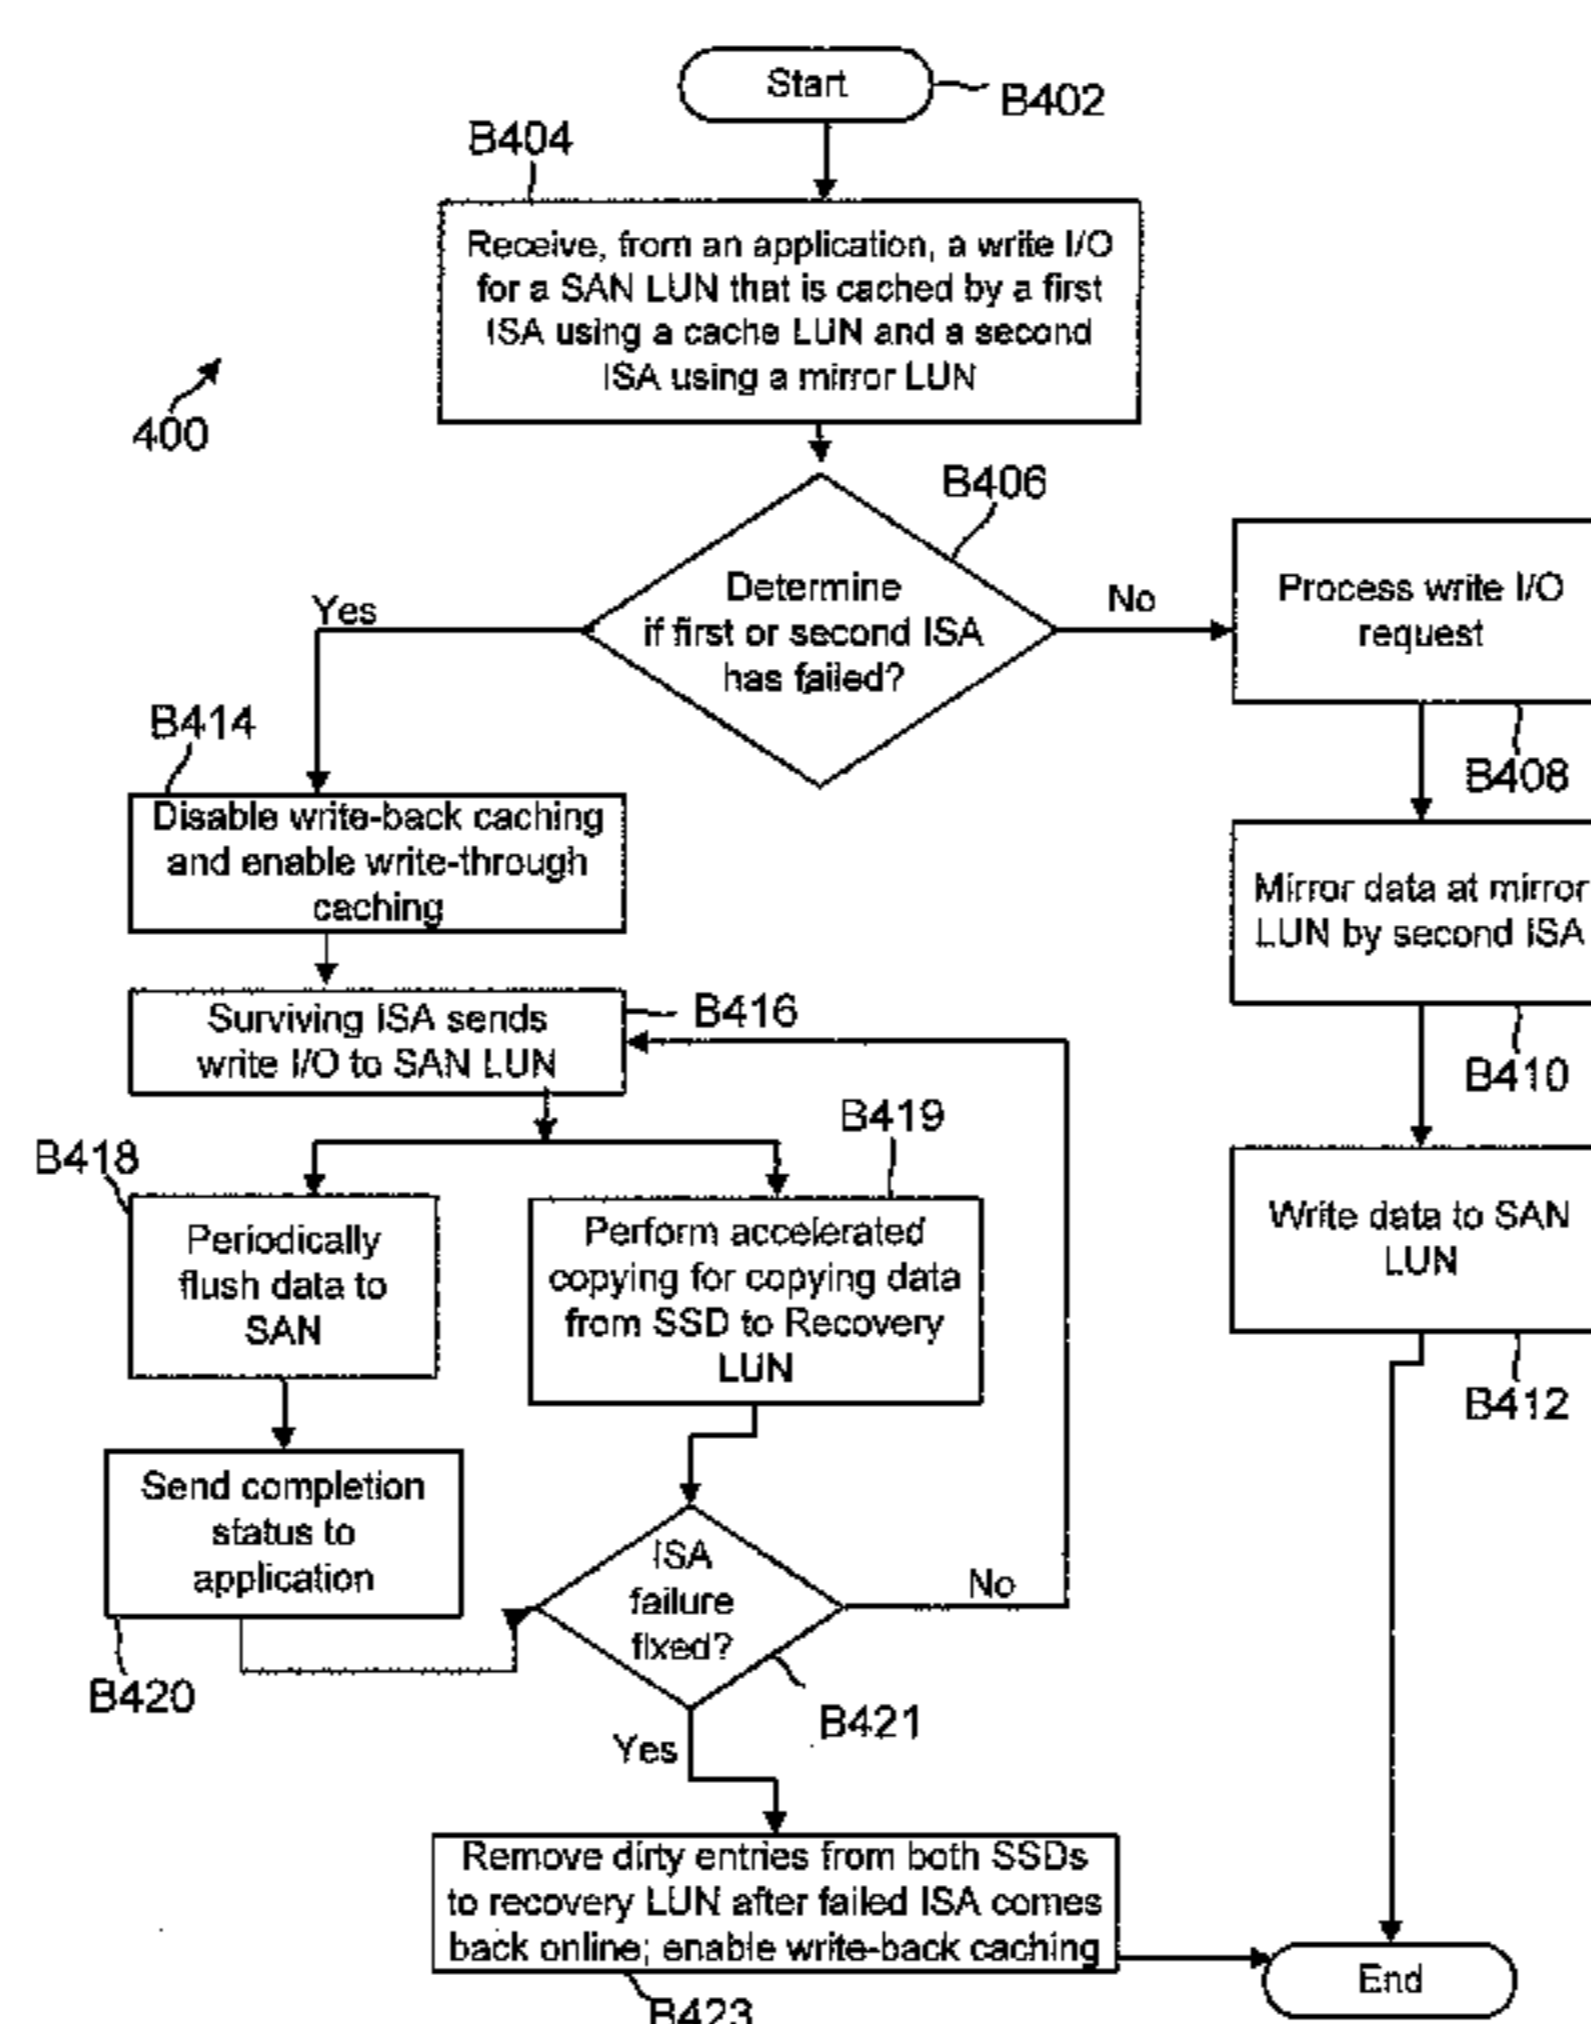 Start
B402
B404
Receive, from an application, a write I/O
for a SAN LUN that is cached by a first
ISA using a cache LUN and a second
ISA using a mirror LUN
400
B406
Determine
if first or second ISA
has failed?
Yes
No
Process write I/O
request
B408
B414
Disable write-back caching
and enable write-through
caching
Mirror data at mirror
LUN by second ISA
B410
Surviving ISA sends
write I/O to SAN LUN
B416
B418
Periodically
flush data to
SAN
B419
Perform accelerated
copying for copying data
from SSD to Recovery
LUN
Write data to SAN
LUN
B412
Send completion
status to
application
B420
ISA
failure
fixed?
No
B421
Yes
Remove dirty entries from both SSDs
to recovery LUN after failed ISA comes
back online; enable write-back caching
B423
End